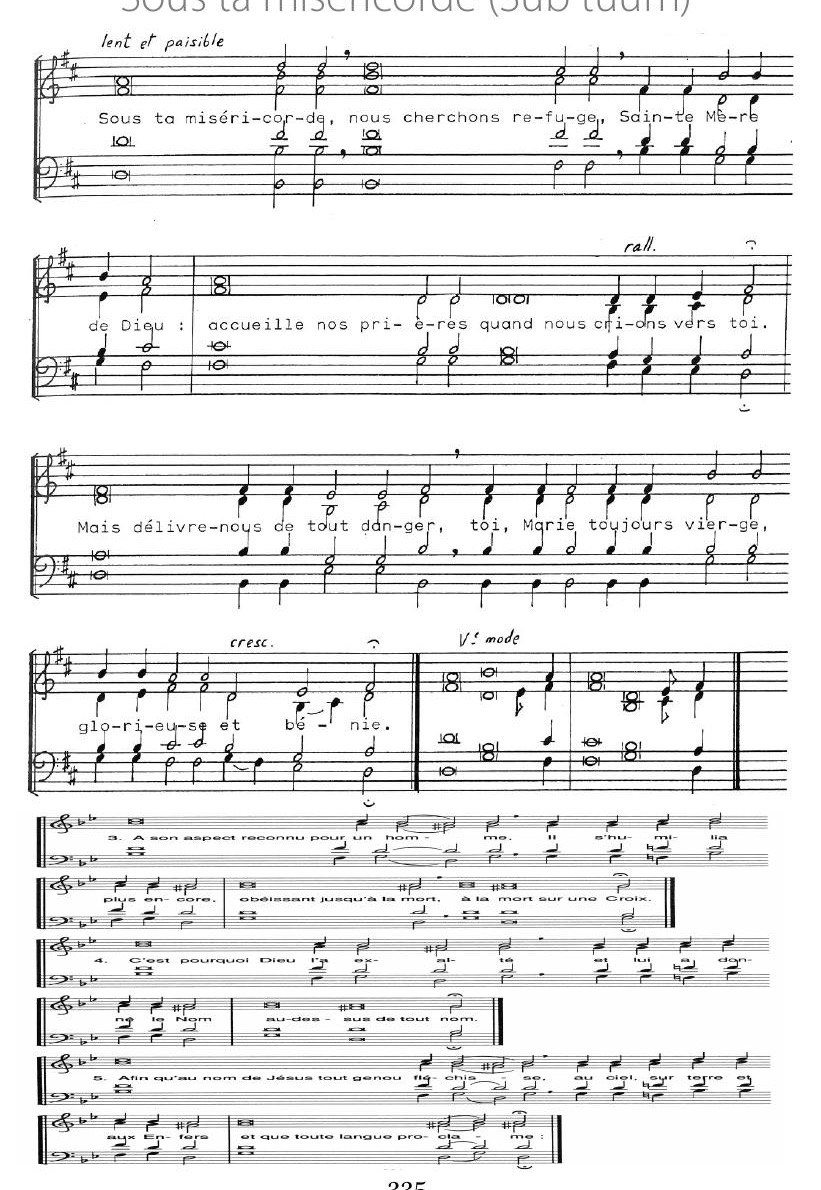 Sous ta miséricorde (Sub tuum)
lent et paisible
Sous ta miséri-cor-de, nous cherchons re-fu-ge, Sain-te Mè-re
rall.
de Dieu : accueille nos pri- è-res quand nous cri-ons vers toi.
Mais délivre-nous de tout dan-ger, toi, Marie toujours vier-ge,
cresc. Ve mode
glo-ri-eu-se et bé - nie.
3. A son aspect reconnu pour un hom- me. Il s'hu- mi- lia
plus en- core, obéissant jusqu'à la mort, à la mort sur une Croix.
4. C'est pourquoi Dieu l'a ex- al- té et lui a don-
né le Nom au-des- sus de tout nom.
5. Afin qu'au nom de Jésus tout genou flé- chis - se, au ciel, sur terre et
aux En- fers et que toute langue pro- cla - me :
335